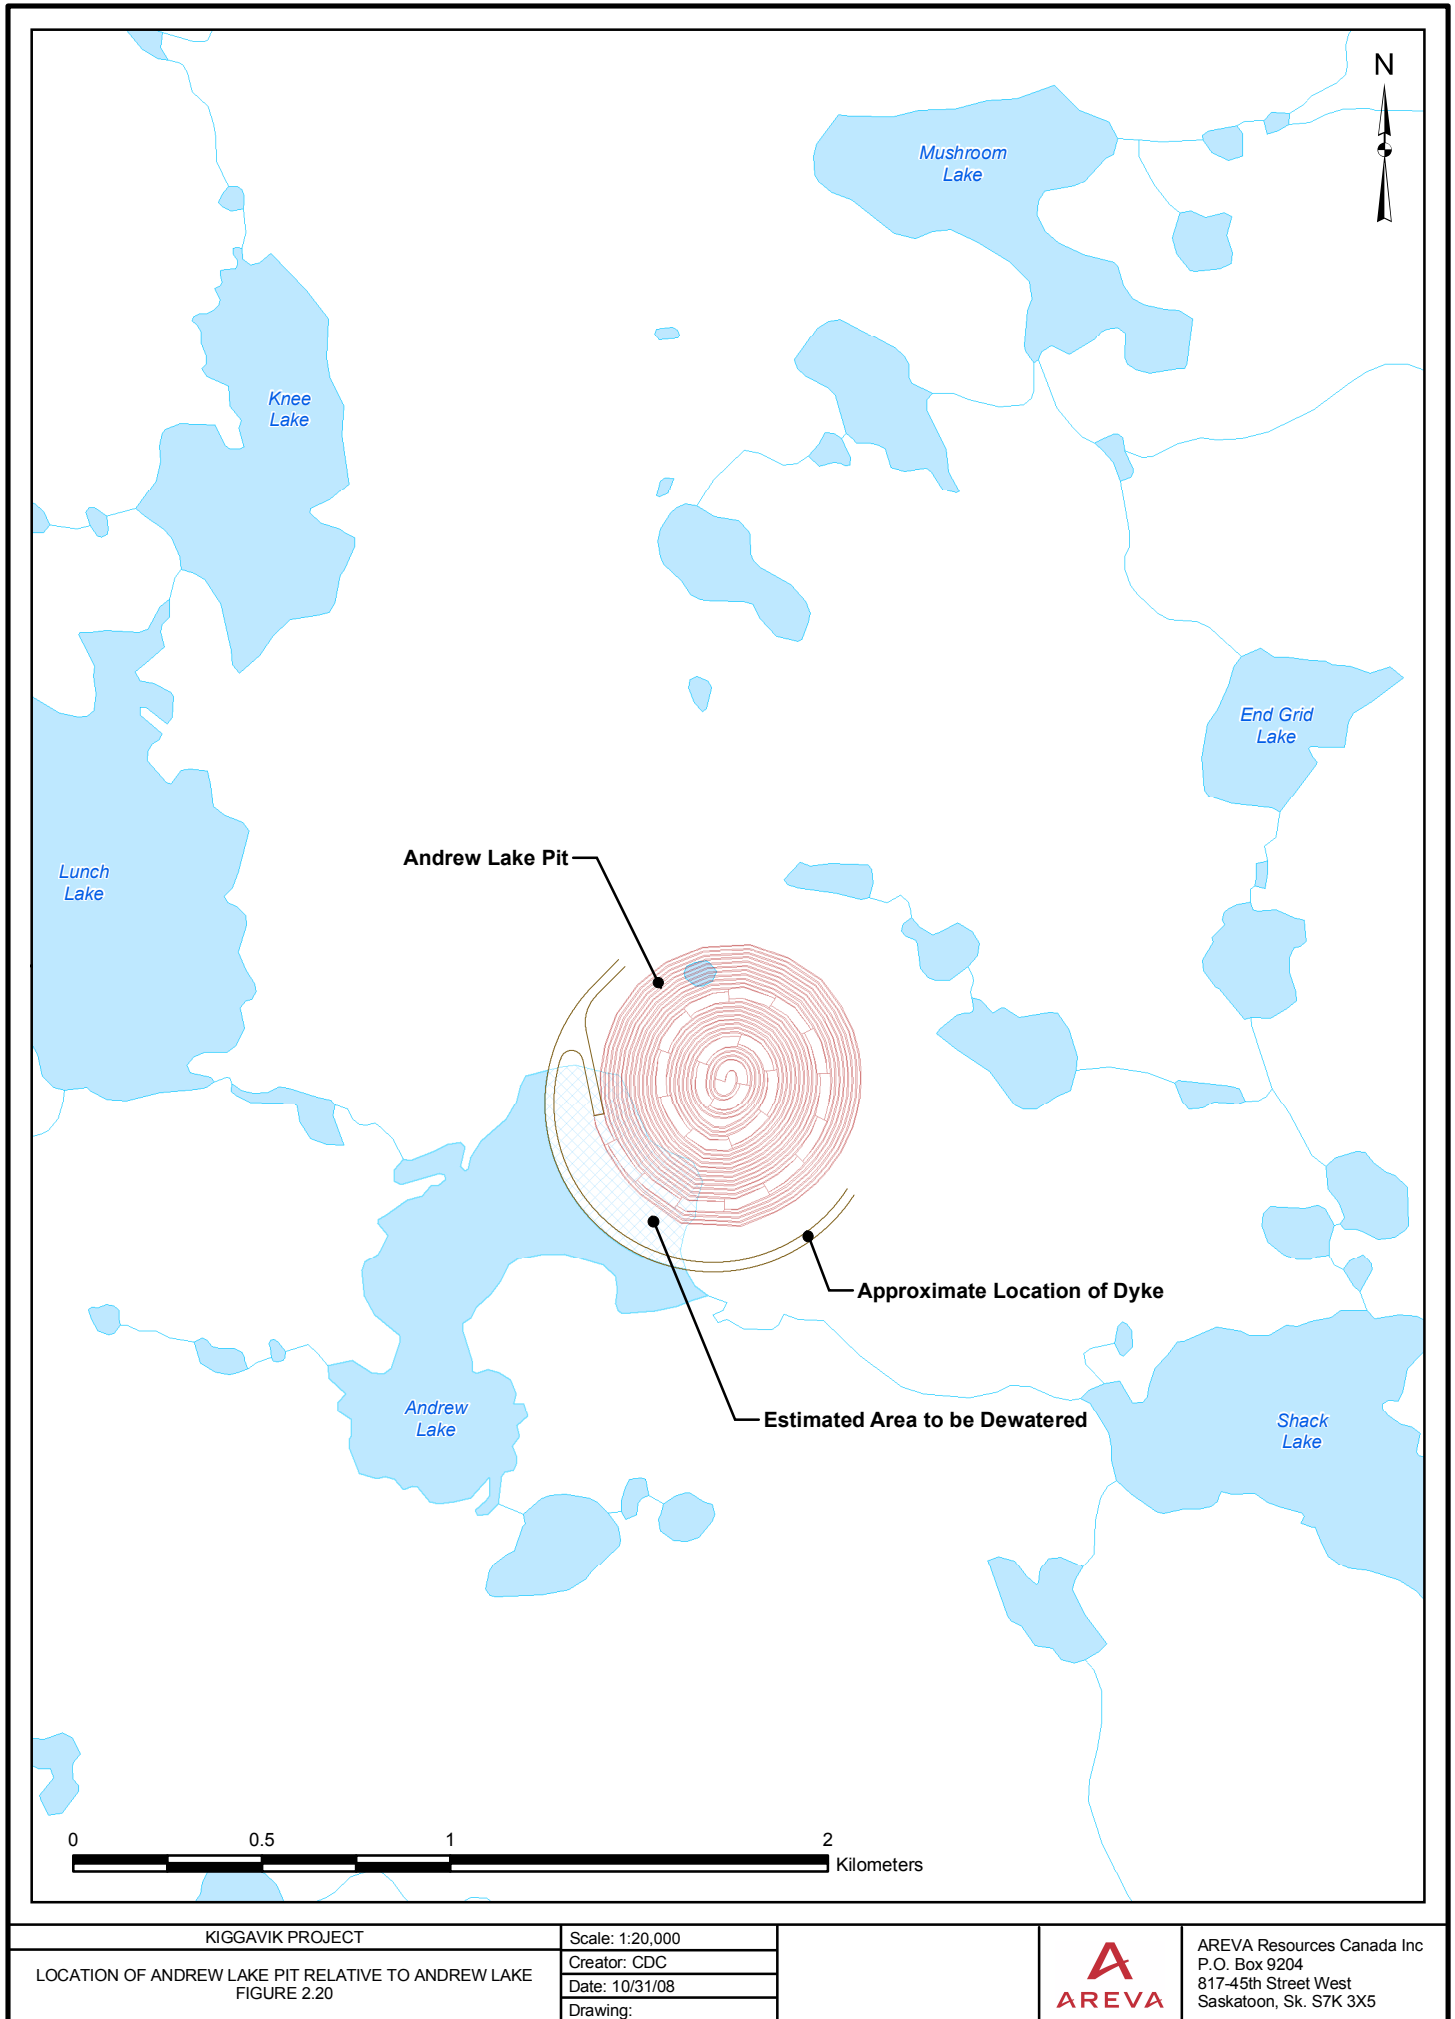 N
Mushroom
Lake
Knee
Lake
End Grid
Lake
Andrew Lake Pit
Lunch
Lake
Approximate Location of Dyke
Andrew
Lake
Estimated Area to be Dewatered
Shack
Lake
0 0.5 1 2
Kilometers
KIGGAVIK PROJECT
LOCATION OF ANDREW LAKE PIT RELATIVE TO ANDREW LAKE
FIGURE 2.20
Scale: 1:20,000
Creator: CDC
Date: 10/31/08
Drawing:
AREVA
AREVA Resources Canada Inc
P.O. Box 9204
817-45th Street West
Saskatoon, Sk. S7K 3X5